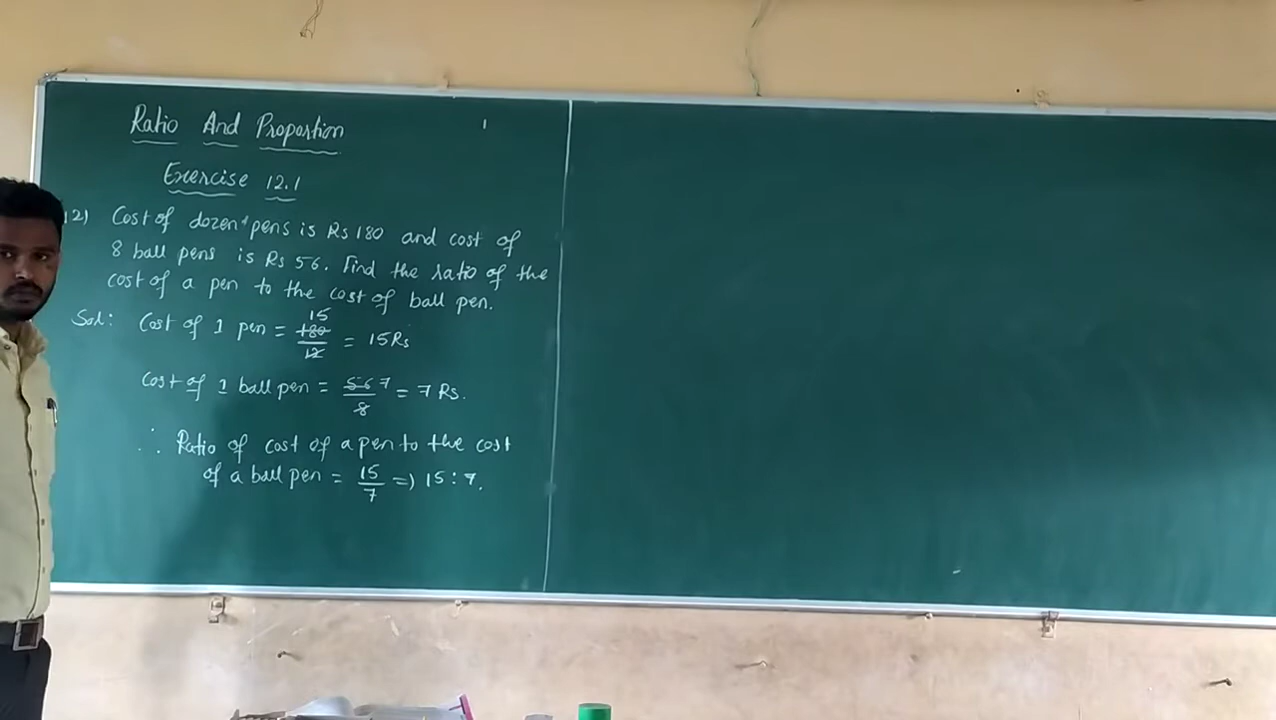 Ratio And Proportion
Exercise 12.1
12) Cost of dozen pens is Rs 180 and cost of
8 ball pens is Rs 56. Find the ratio of the
cost of a pen to the cost of ball pen.
Sol: Cost of 1 pen = 180/12 15 = 15Rs
Cost of 1 ball pen = 56/8 7 = 7 Rs.
∴ Ratio of cost of a pen to the cost
of a ball pen = 15/7 => 15:7.